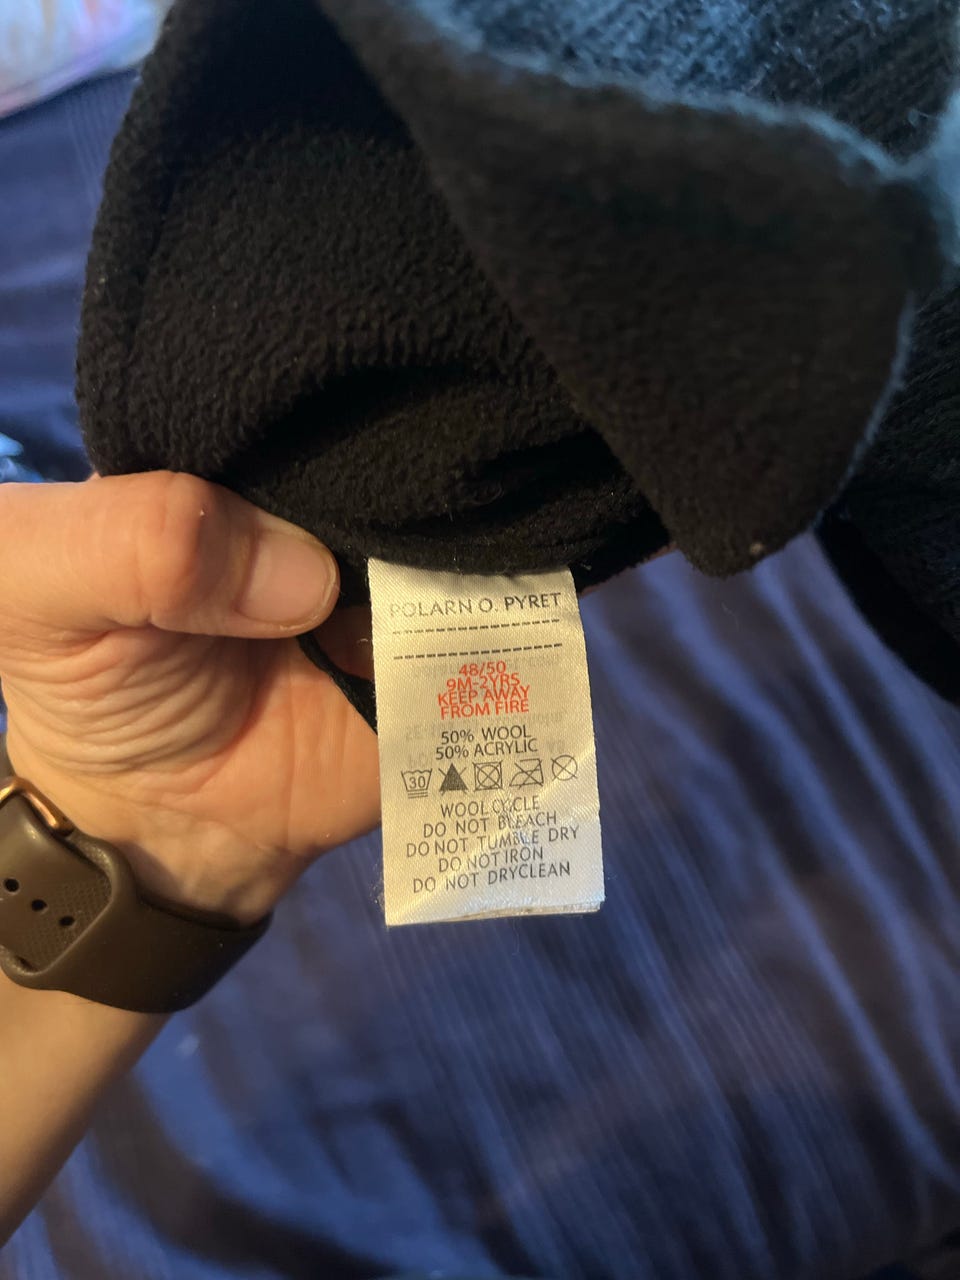 POLARN O. PYRET
48/50
9M-2YRS
KEEP AWAY
FROM FIRE
50% WOOL
50% ACRYLIC
30
WOOL CYCLE
DO NOT BLEACH
DO NOT TUMBLE DRY
DO NOT IRON
DO NOT DRYCLEAN